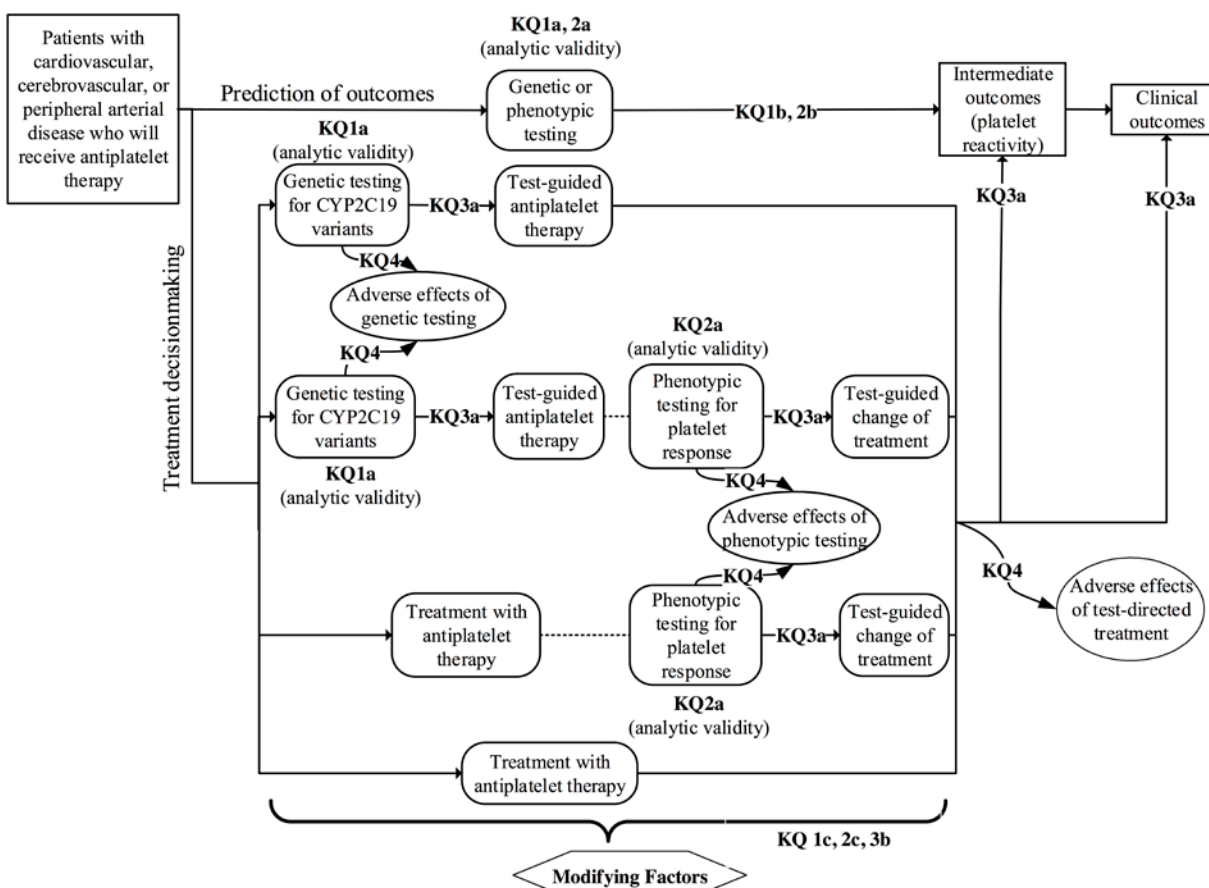 Patients with
cardiovascular,
cerebrovascular, or
peripheral arterial
disease who will
receive antiplatelet
therapy
Prediction of outcomes
KQ1a, 2a
(analytic validity)
Genetic or
phenotypic
testing
KQ1b, 2b
Intermediate
outcomes
(platelet
reactivity)
Clinical
outcomes
KQ3a
KQ3a
Treatment decisionmaking
KQ1a
(analytic validity)
Genetic testing
for CYP2C19
variants
KQ3a
Test-guided
antiplatelet
therapy
KQ4
Adverse effects of
genetic testing
KQ4
Genetic testing
for CYP2C19
variants
KQ1a
(analytic validity)
KQ3a
Test-guided
antiplatelet
therapy
KQ2a
(analytic validity)
Phenotypic
testing for
platelet
response
KQ3a
Test-guided
change of
treatment
KQ4
Adverse effects of
phenotypic testing
KQ4
Treatment with
antiplatelet
therapy
Phenotypic
testing for
platelet
response
KQ3a
Test-guided
change of
treatment
KQ2a
(analytic validity)
KQ4
Adverse effects
of test-directed
treatment
Treatment with
antiplatelet therapy
KQ 1c, 2c, 3b
Modifying Factors